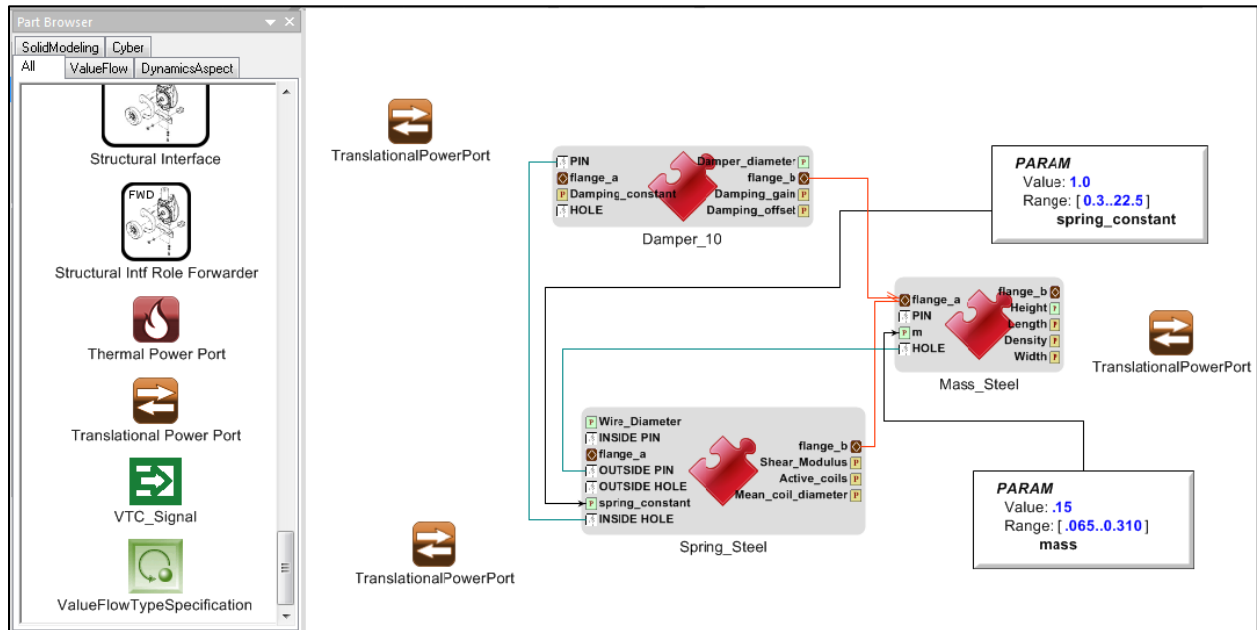 Part Browser
SolidModeling Cyber
All ValueFlow DynamicsAspect
Structural Interface
FWD
Structural Intf Role Forwarder
Thermal Power Port
Translational Power Port
VTC_Signal
ValueFlowTypeSpecification
TranslationalPowerPort
PIN
flange_a
Damping_constant
HOLE
Damper_diameter P
flange_b
Damping_gain P
Damping_offset P
Damper_10
PARAM
Value: 1.0
Range: [ 0.3..22.5 ]
spring_constant
flange_a
PIN
P m
HOLE
flange_b
Height P
Length P
Density P
Width P
Mass_Steel
TranslationalPowerPort
P Wire_Diameter
INSIDE PIN
flange_a
OUTSIDE PIN
OUTSIDE HOLE
P spring_constant
INSIDE HOLE
flange_b
Shear_Modulus P
Active_coils P
Mean_coil_diameter P
Spring_Steel
PARAM
Value: .15
Range: [ .065..0.310 ]
mass
TranslationalPowerPort